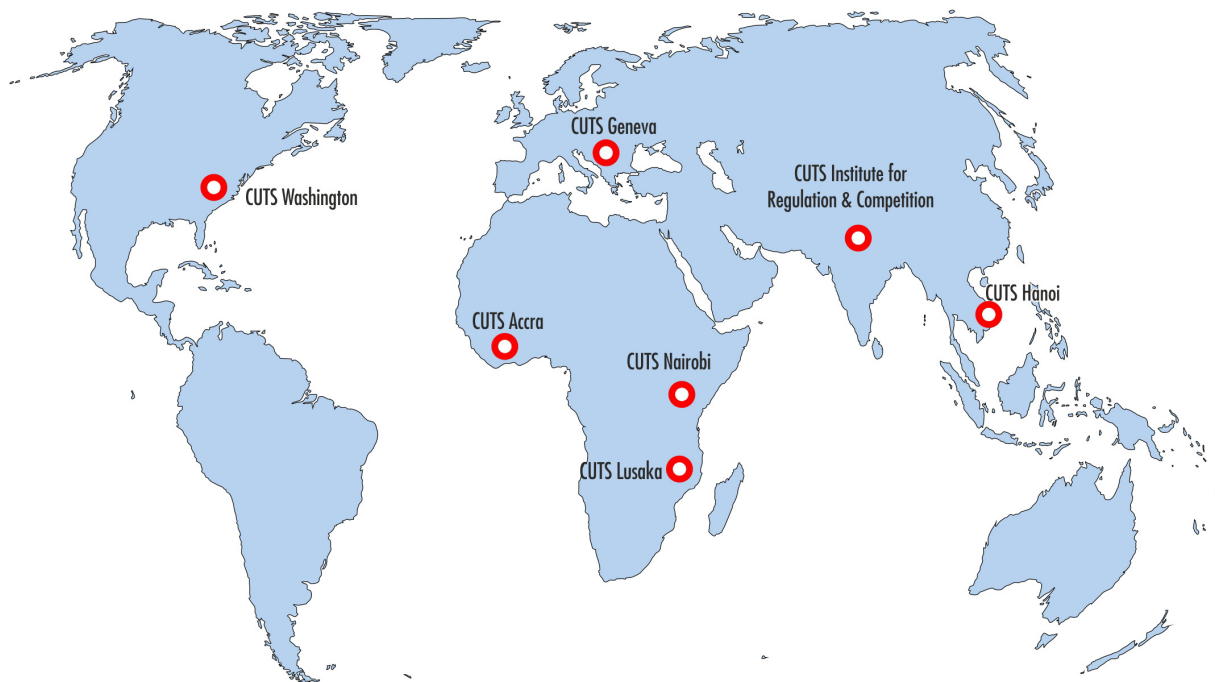 CUTS Geneva
CUTS Institute for
Regulation & Competition
CUTS Washington
CUTS Hanoi
CUTS Accra
CUTS Nairobi
CUTS Lusaka